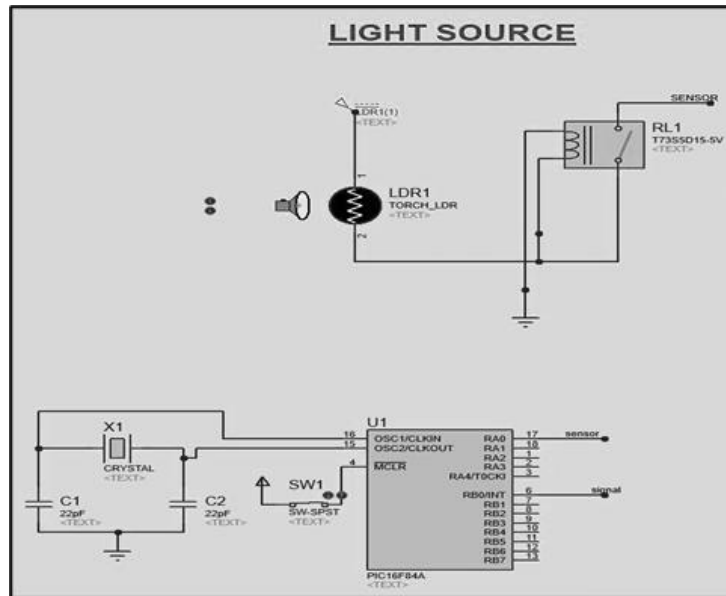 LIGHT SOURCE
SENSOR
LDR1(1)
<TEXT>
RL1
T73S5D15-5V
<TEXT>
1
LDR1
TORCH_LDR
<TEXT>
2
X1
CRYSTAL
<TEXT>
C1
22pF
<TEXT>
C2
22pF
<TEXT>
SW1
SW-SPST
<TEXT>
U1
16 OSC1/CLKIN RA0 17 sensor
15 OSC2/CLKOUT RA1 18
RA2 1
4 MCLR RA3 2
RA4/T0CKI 3
RB0/INT 6 signal
RB1 7
RB2 8
RB3 9
RB4 10
RB5 11
RB6 12
RB7 13
PIC16F84A
<TEXT>